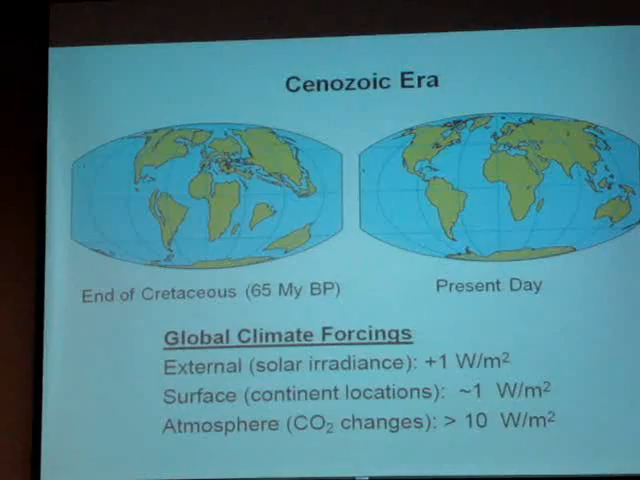 Cenozoic Era
End of Cretaceous (65 My BP)
Present Day
Global Climate Forcings
External (solar irradiance): +1 W/m²
Surface (continent locations): ~1 W/m²
Atmosphere (CO₂ changes): > 10 W/m²